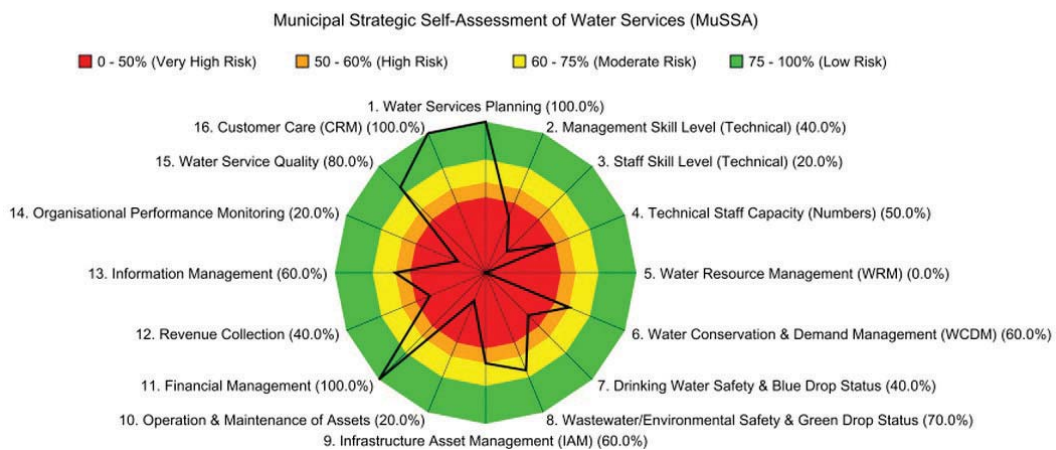 Municipal Strategic Self-Assessment of Water Services (MuSSA)
0 - 50% (Very High Risk)
50 - 60% (High Risk)
60 - 75% (Moderate Risk)
75 - 100% (Low Risk)
1. Water Services Planning (100.0%)
2. Management Skill Level (Technical) (40.0%)
3. Staff Skill Level (Technical) (20.0%)
4. Technical Staff Capacity (Numbers) (50.0%)
5. Water Resource Management (WRM) (0.0%)
6. Water Conservation & Demand Management (WCDM) (60.0%)
7. Drinking Water Safety & Blue Drop Status (40.0%)
8. Wastewater/Environmental Safety & Green Drop Status (70.0%)
9. Infrastructure Asset Management (IAM) (60.0%)
10. Operation & Maintenance of Assets (20.0%)
11. Financial Management (100.0%)
12. Revenue Collection (40.0%)
13. Information Management (60.0%)
14. Organisational Performance Monitoring (20.0%)
15. Water Service Quality (80.0%)
16. Customer Care (CRM) (100.0%)